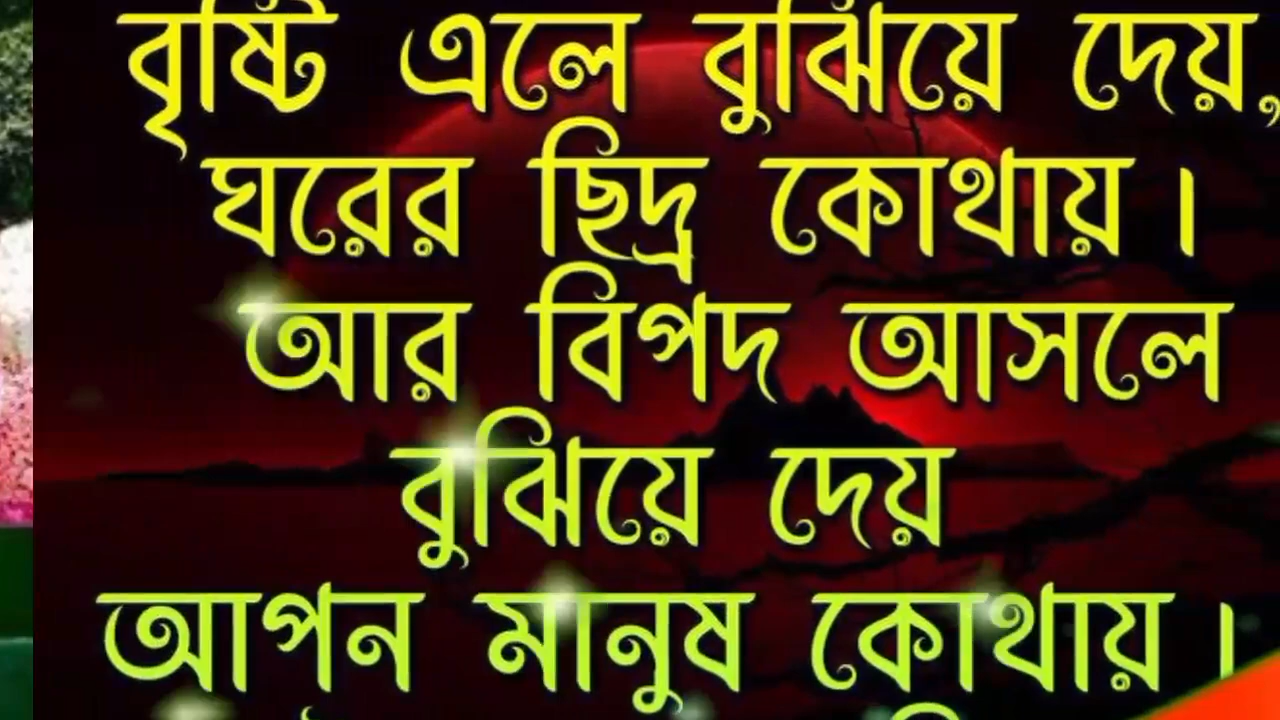 বৃষ্টি এলে বুঝিয়ে দেয়,
ঘরের ছিদ্র কোথায়।
আর বিপদ আসলে
বুঝিয়ে দেয়
আপন মানুষ কোথায়।